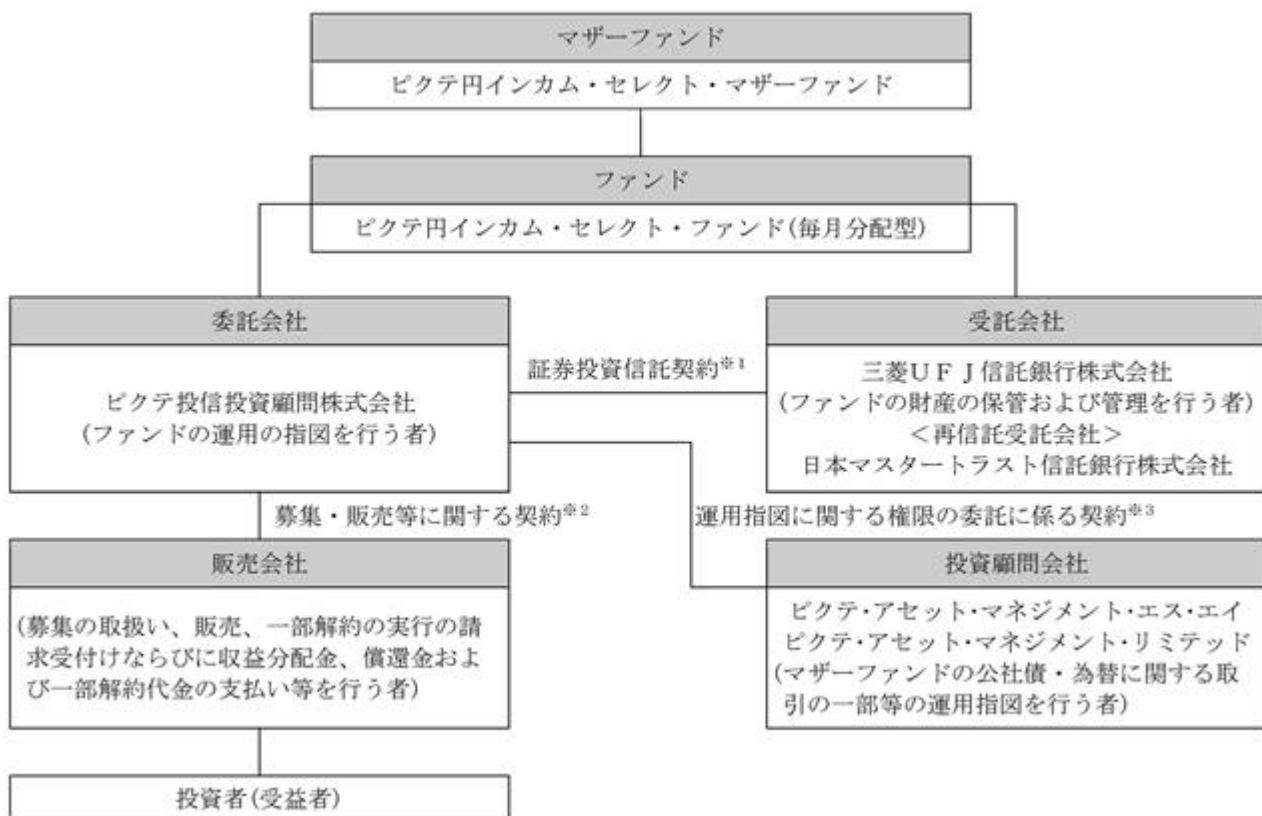 マザーファンド
ピクテ円インカム・セレクト・マザーファンド
ファンド
ピクテ円インカム・セレクト・ファンド(毎月分配型)
委託会社
ピクテ投信投資顧問株式会社
(ファンドの運用の指図を行う者)
証券投資信託契約※1
受託会社
三菱UFJ信託銀行株式会社
(ファンドの財産の保管および管理を行う者)
<再信託受託会社>
日本マスタートラスト信託銀行株式会社
募集・販売等に関する契約※2
運用指図に関する権限の委託に係る契約※3
販売会社
(募集の取扱い、販売、一部解約の実行の請
求受付けならびに収益分配金、償還金およ
び一部解約代金の支払い等を行う者)
投資顧問会社
ピクテ・アセット・マネジメント・エス・エイ
ピクテ・アセット・マネジメント・リミテッド
(マザーファンドの公社債・為替に関する取
引の一部等の運用指図を行う者)
投資者(受益者)